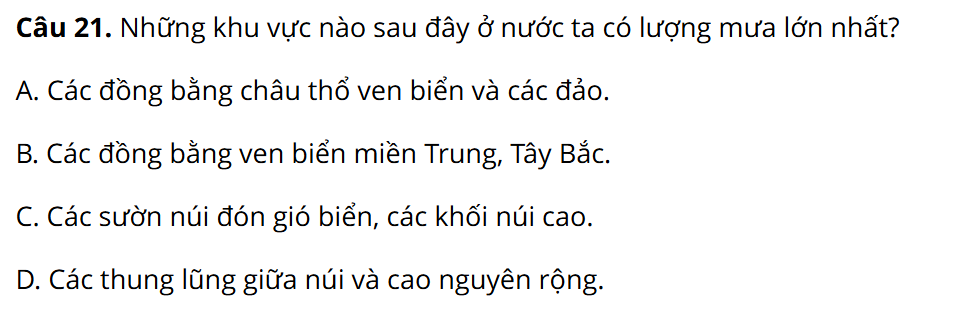 Câu 21. Những khu vực nào sau đây ở nước ta có lượng mưa lớn nhất?
A. Các đồng bằng châu thổ ven biển và các đảo.
B. Các đồng bằng ven biển miền Trung, Tây Bắc.
C. Các sườn núi đón gió biển, các khối núi cao.
D. Các thung lũng giữa núi và cao nguyên rộng.